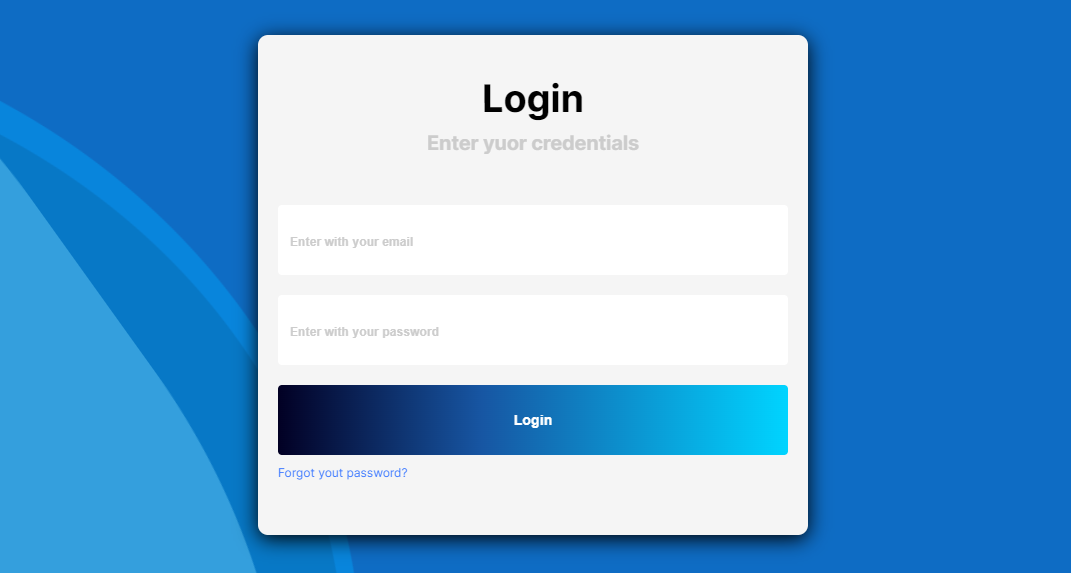 Login
Enter yuor credentials
Enter with your email
Enter with your password
Login
Forgot yout password?